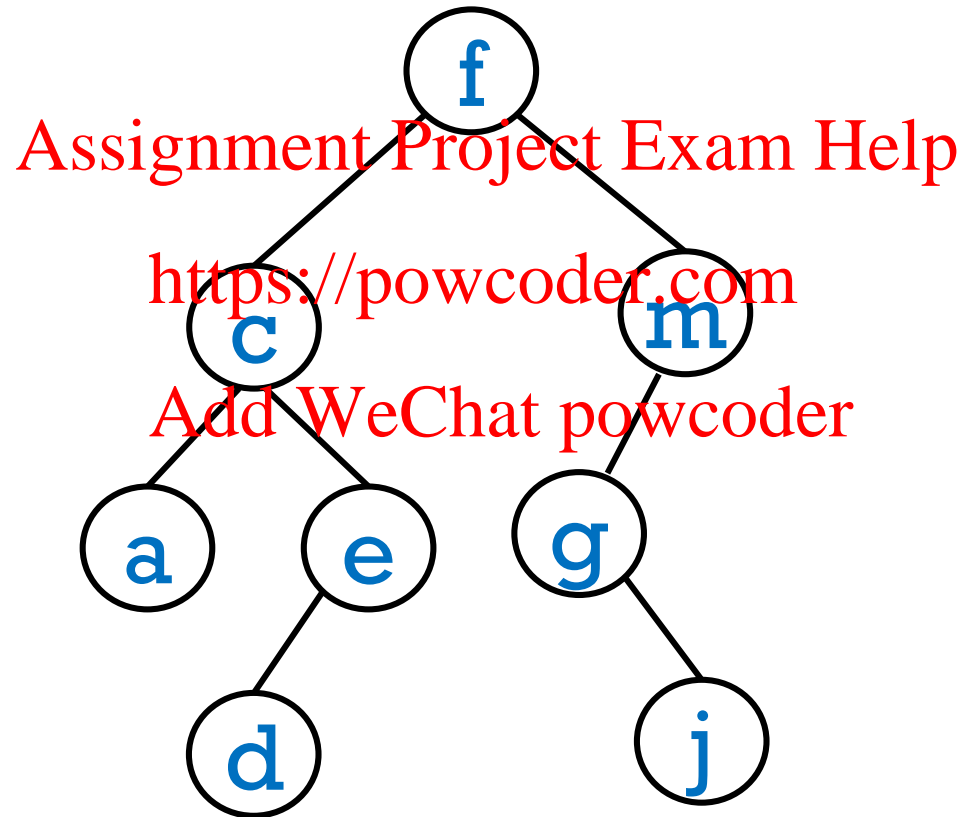 f
Assignment Project Exam Help
https://powcoder.com
c m
Add WeChat powcoder
a e g
d j